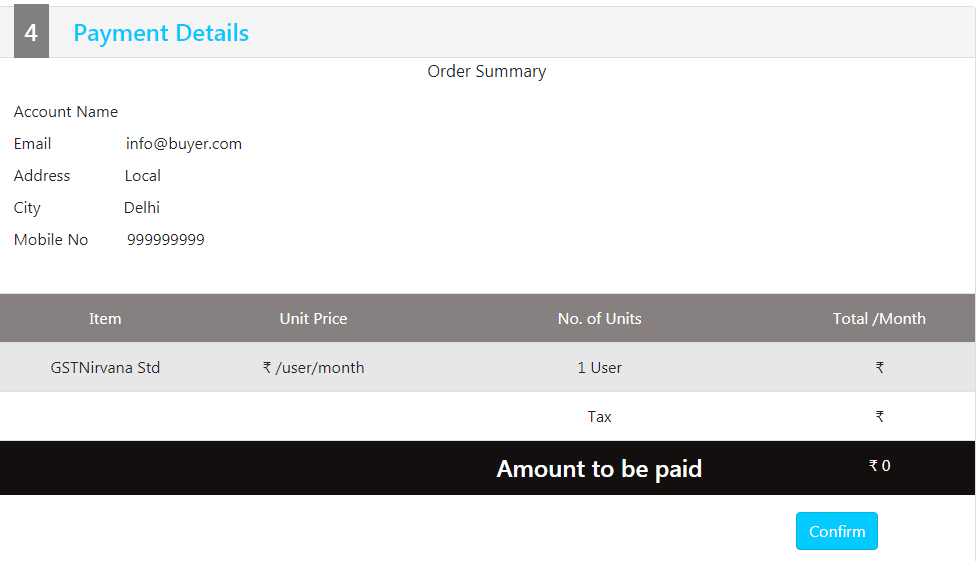 4 Payment Details
Order Summary
Account Name
Email info@buyer.com
Address Local
City Delhi
Mobile No 999999999
Item Unit Price No. of Units Total /Month
GSTNirvana Std ₹ /user/month 1 User ₹
Tax ₹
Amount to be paid ₹ 0
Confirm